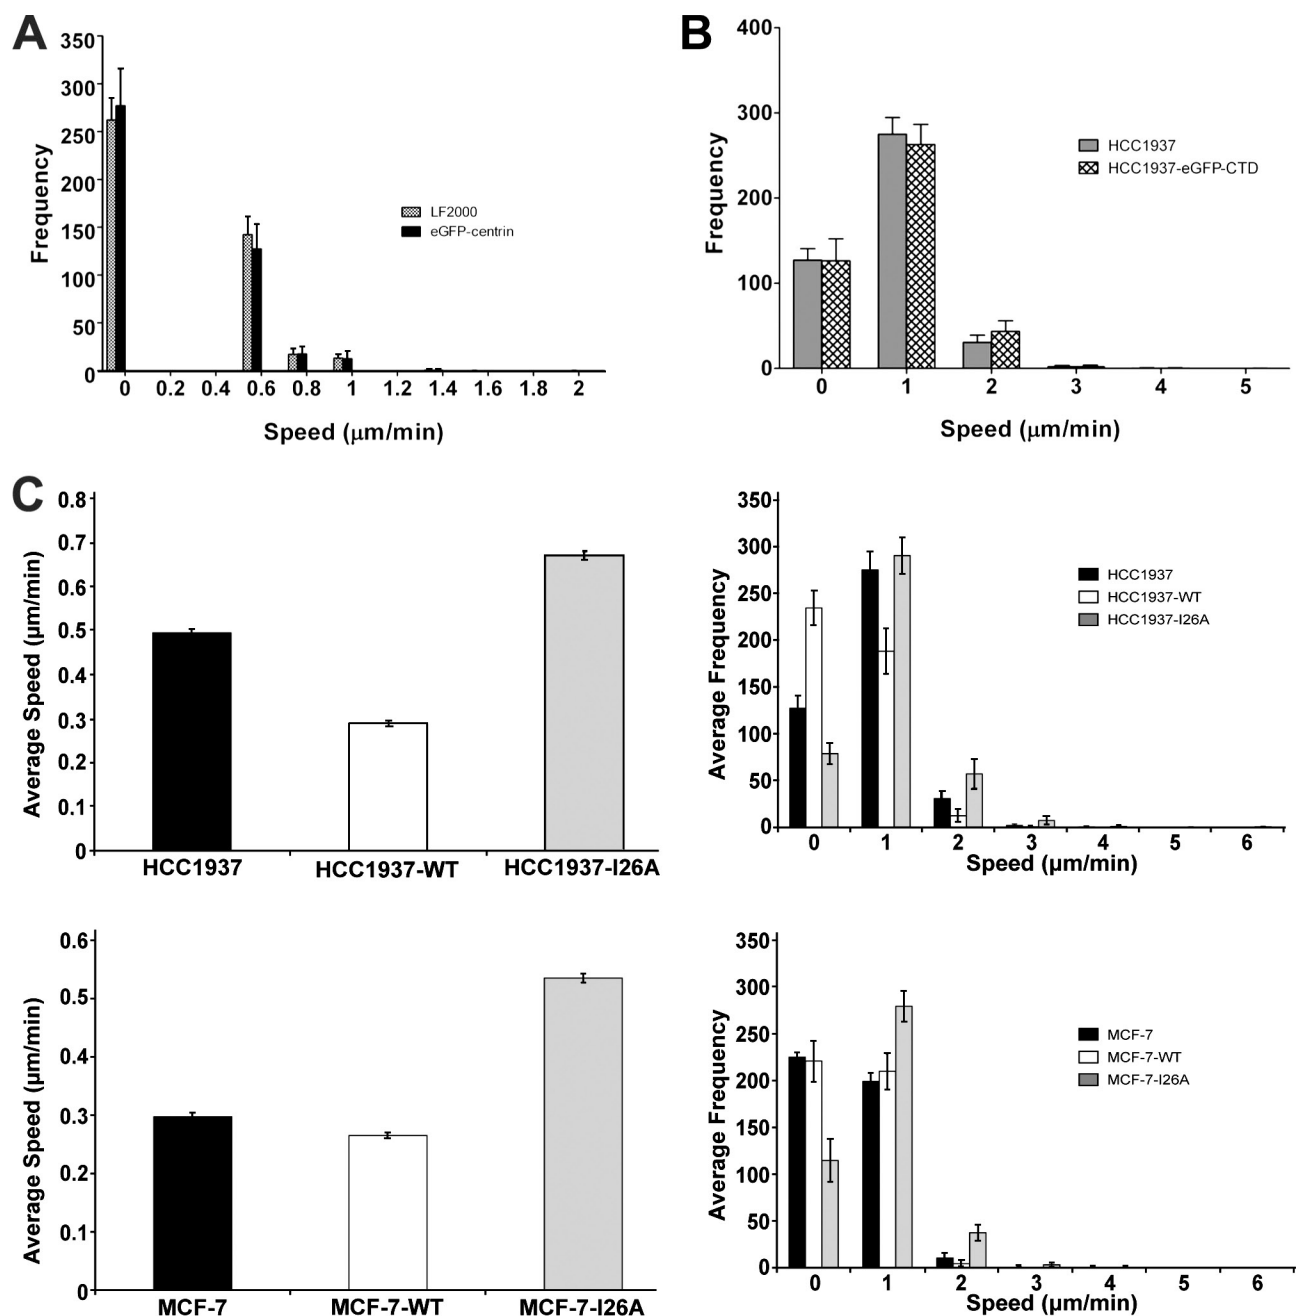 A
350
300
250
200
150
100
50
0
Frequency
LF2000
eGFP-centrin
0 0.2 0.4 0.6 0.8 1 1.2 1.4 1.6 1.8 2
Speed (μm/min)
B
400
300
200
100
0
Frequency
HCC1937
HCC1937-eGFP-CTD
0 1 2 3 4 5
Speed (μm/min)
C
0.8
0.7
0.6
0.5
0.4
0.3
0.2
0.1
0
Average Speed (μm/min)
HCC1937 HCC1937-WT HCC1937-I26A
350
300
250
200
150
100
50
0
Average Frequency
HCC1937
HCC1937-WT
HCC1937-I26A
0 1 2 3 4 5 6
Speed (μm/min)
0.6
0.5
0.4
0.3
0.2
0.1
0
Average Speed (μm/min)
MCF-7 MCF-7-WT MCF-7-I26A
350
300
250
200
150
100
50
0
Average Frequency
MCF-7
MCF-7-WT
MCF-7-I26A
0 1 2 3 4 5 6
Speed (μm/min)